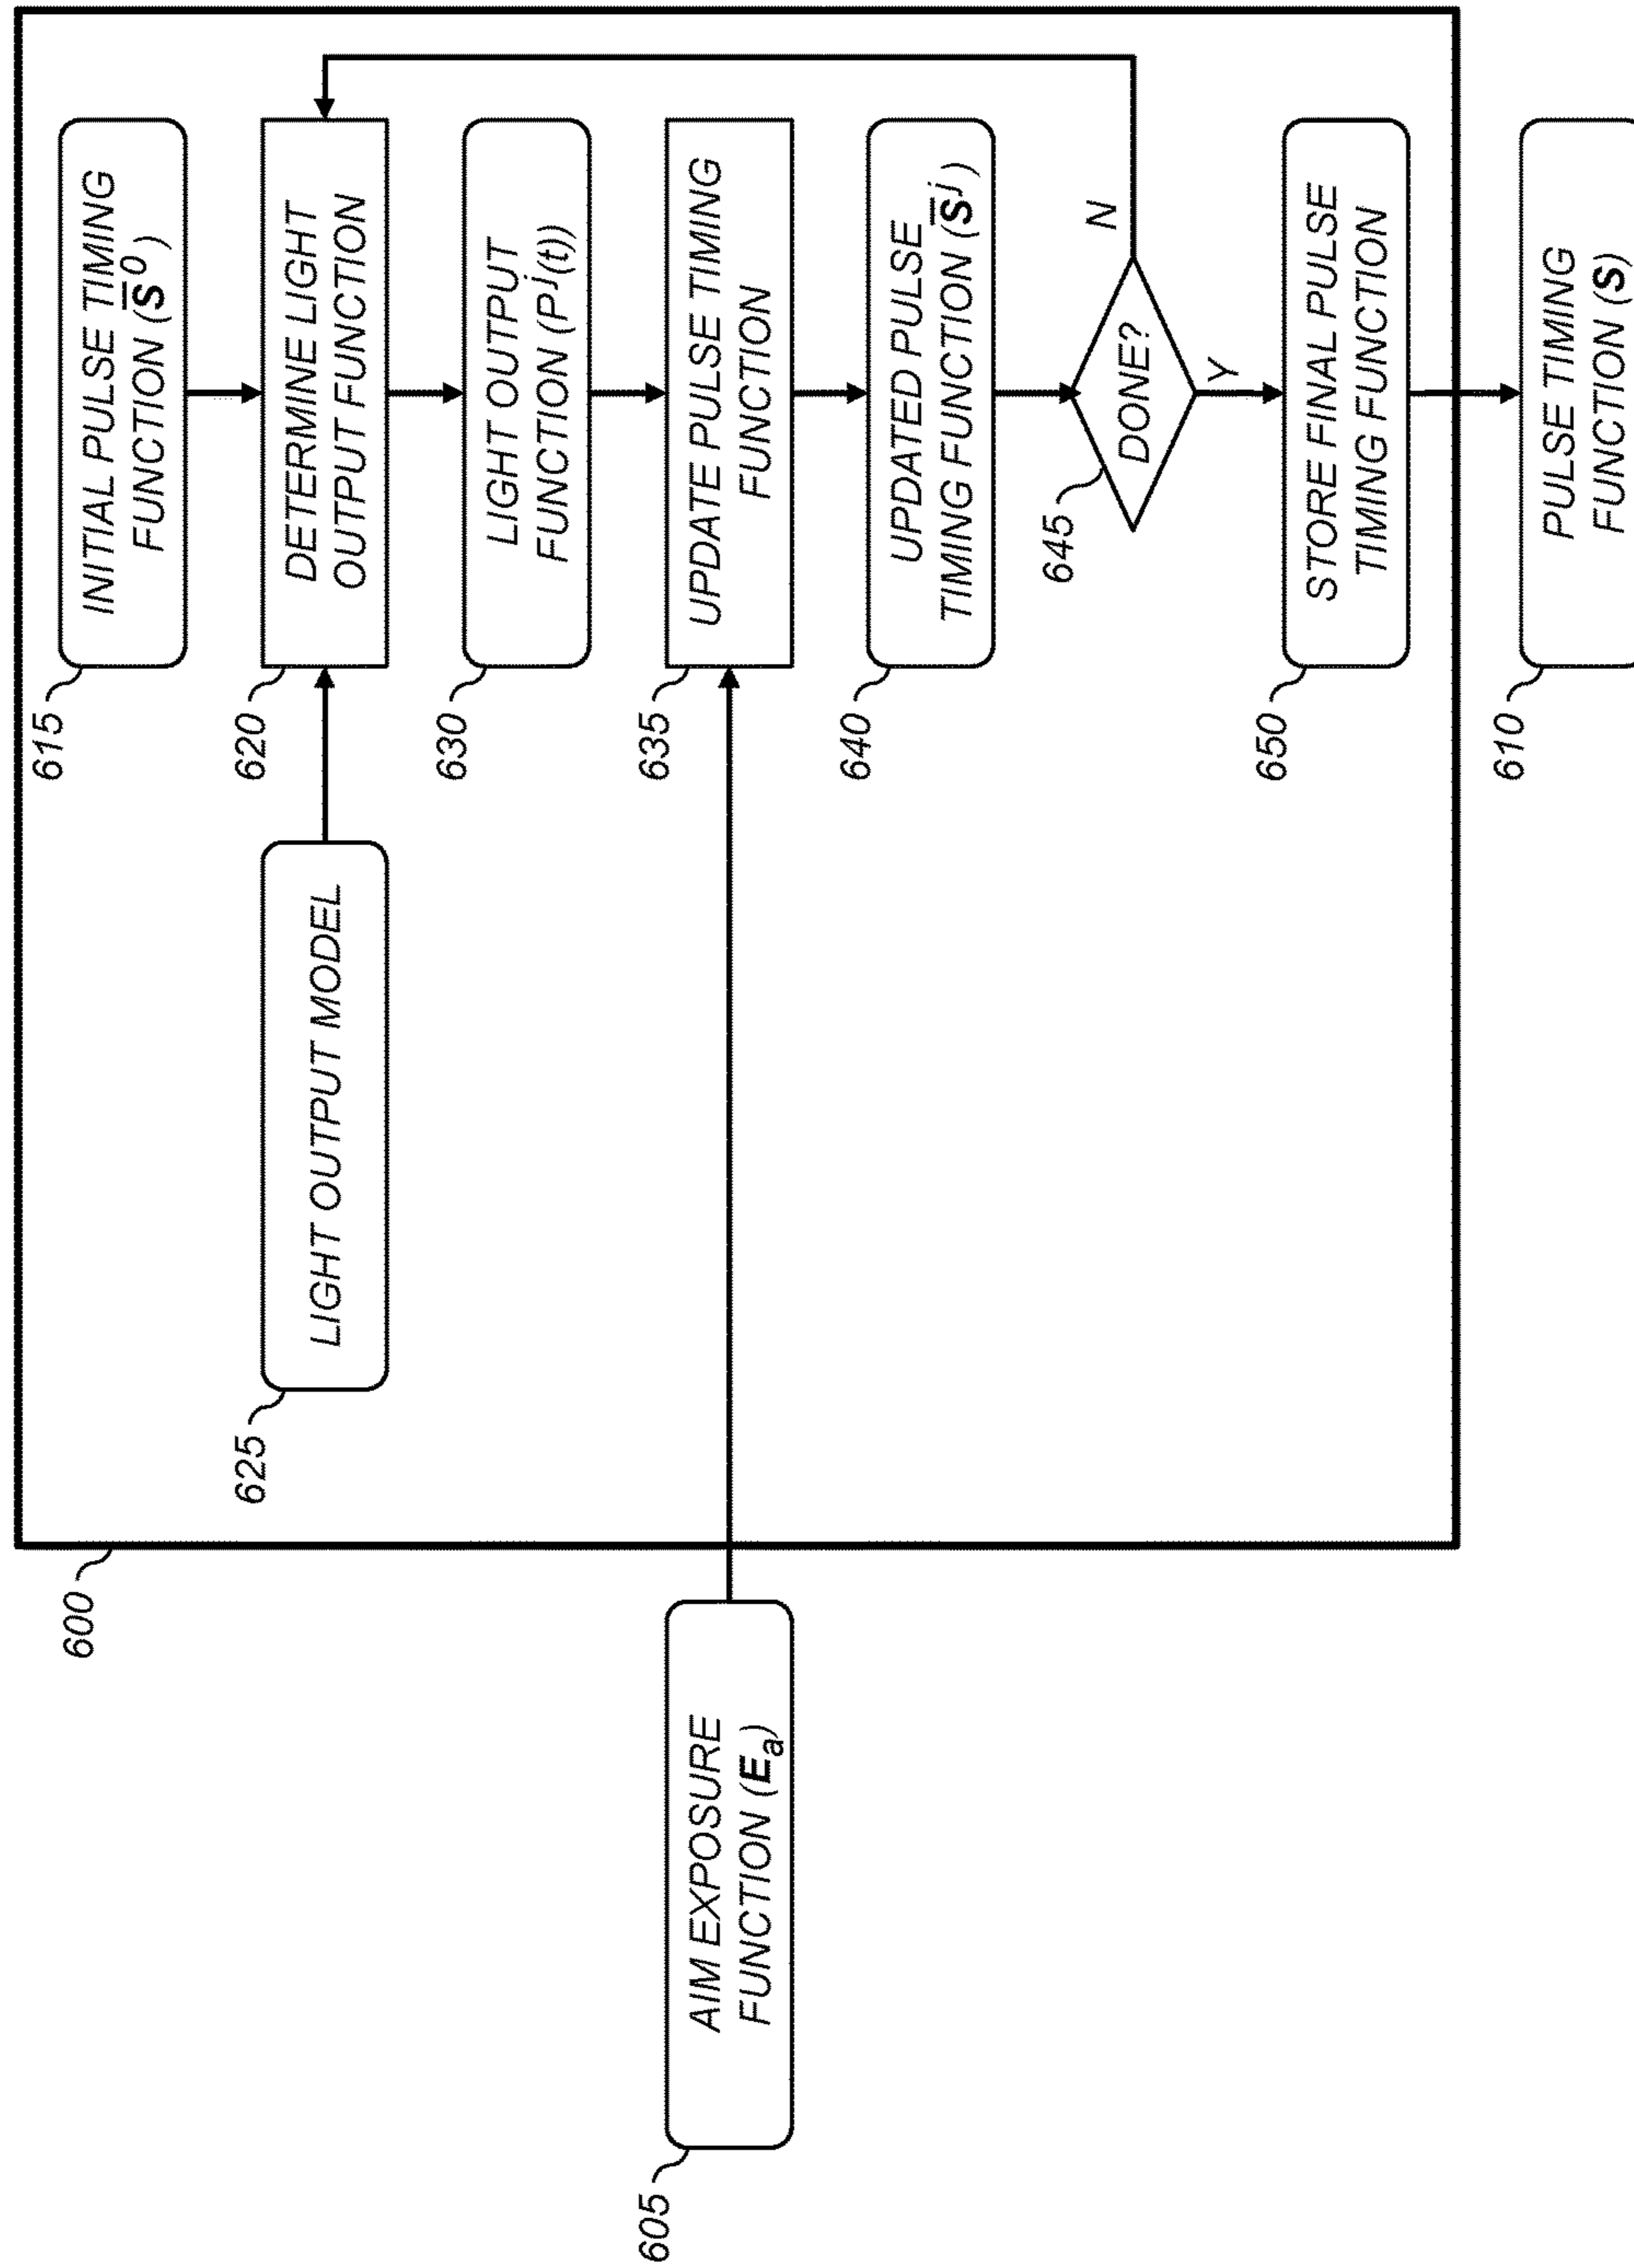 600
615
INITIAL PULSE TIMING
FUNCTION (S̅⁰)
625
LIGHT OUTPUT MODEL
620
DETERMINE LIGHT
OUTPUT FUNCTION
630
LIGHT OUTPUT
FUNCTION (Pʲ(t))
605
AIM EXPOSURE
FUNCTION (Eₐ)
635
UPDATE PULSE TIMING
FUNCTION
640
UPDATED PULSE
TIMING FUNCTION (S̅ʲ)
645
DONE?
N
Y
650
STORE FINAL PULSE
TIMING FUNCTION
610
PULSE TIMING
FUNCTION (S)